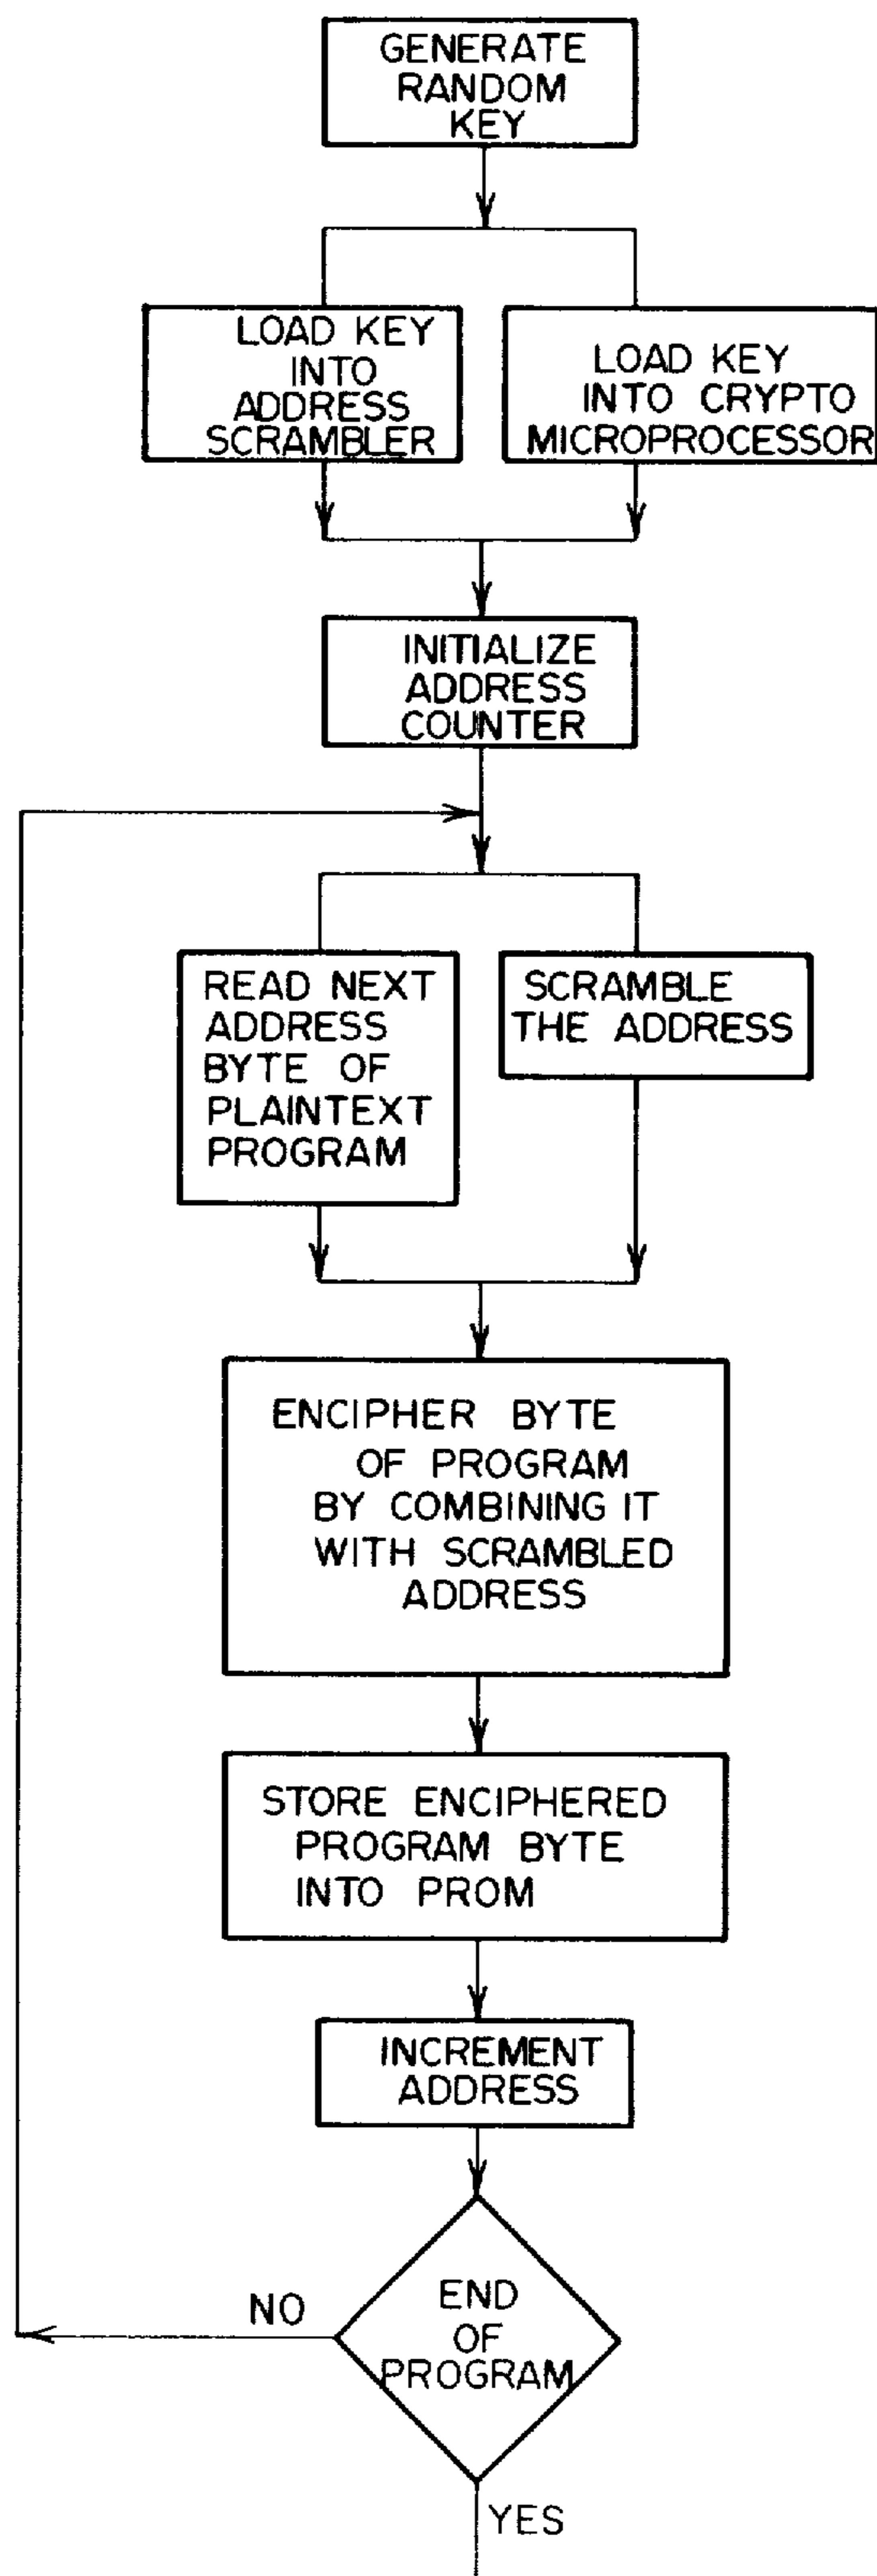 GENERATE
RANDOM
KEY
LOAD KEY
INTO
ADDRESS
SCRAMBLER
LOAD KEY
INTO CRYPTO
MICROPROCESSOR
INITIALIZE
ADDRESS
COUNTER
READ NEXT
ADDRESS
BYTE OF
PLAINTEXT
PROGRAM
SCRAMBLE
THE ADDRESS
ENCIPHER BYTE
OF PROGRAM
BY COMBINING IT
WITH SCRAMBLED
ADDRESS
STORE ENCIPHERED
PROGRAM BYTE
INTO PROM
INCREMENT
ADDRESS
END
OF
PROGRAM
NO
YES